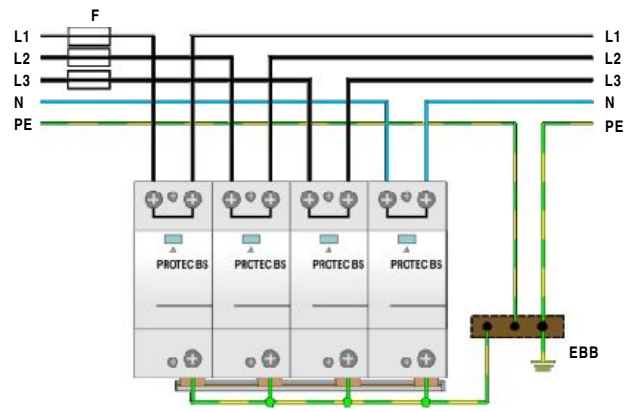 F
L1 L1
L2 L2
L3 L3
N N
PE PE
PROTEC BS PROTEC BS PROTEC BS PROTEC BS
EBB